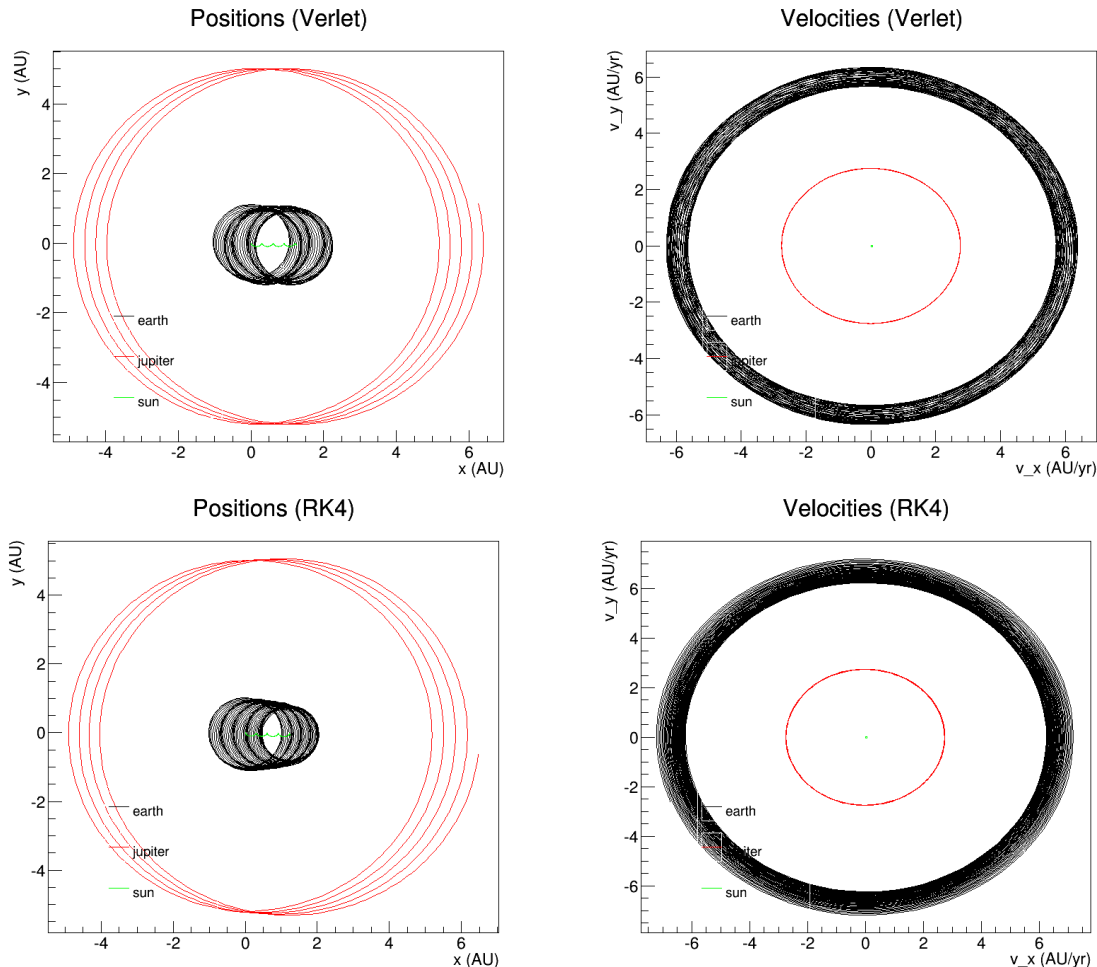 Positions (Verlet)
y (AU)
4
2
0
-2
-4
earth
jupiter
sun
-4 -2 0 2 4 6
x (AU)
Velocities (Verlet)
v_y (AU/yr)
6
4
2
0
-2
-4
-6
earth
jupiter
sun
-6 -4 -2 0 2 4 6
v_x (AU/yr)
Positions (RK4)
y (AU)
4
2
0
-2
-4
earth
jupiter
sun
-4 -2 0 2 4 6
x (AU)
Velocities (RK4)
v_y (AU/yr)
6
4
2
0
-2
-4
-6
earth
jupiter
sun
-6 -4 -2 0 2 4 6
v_x (AU/yr)